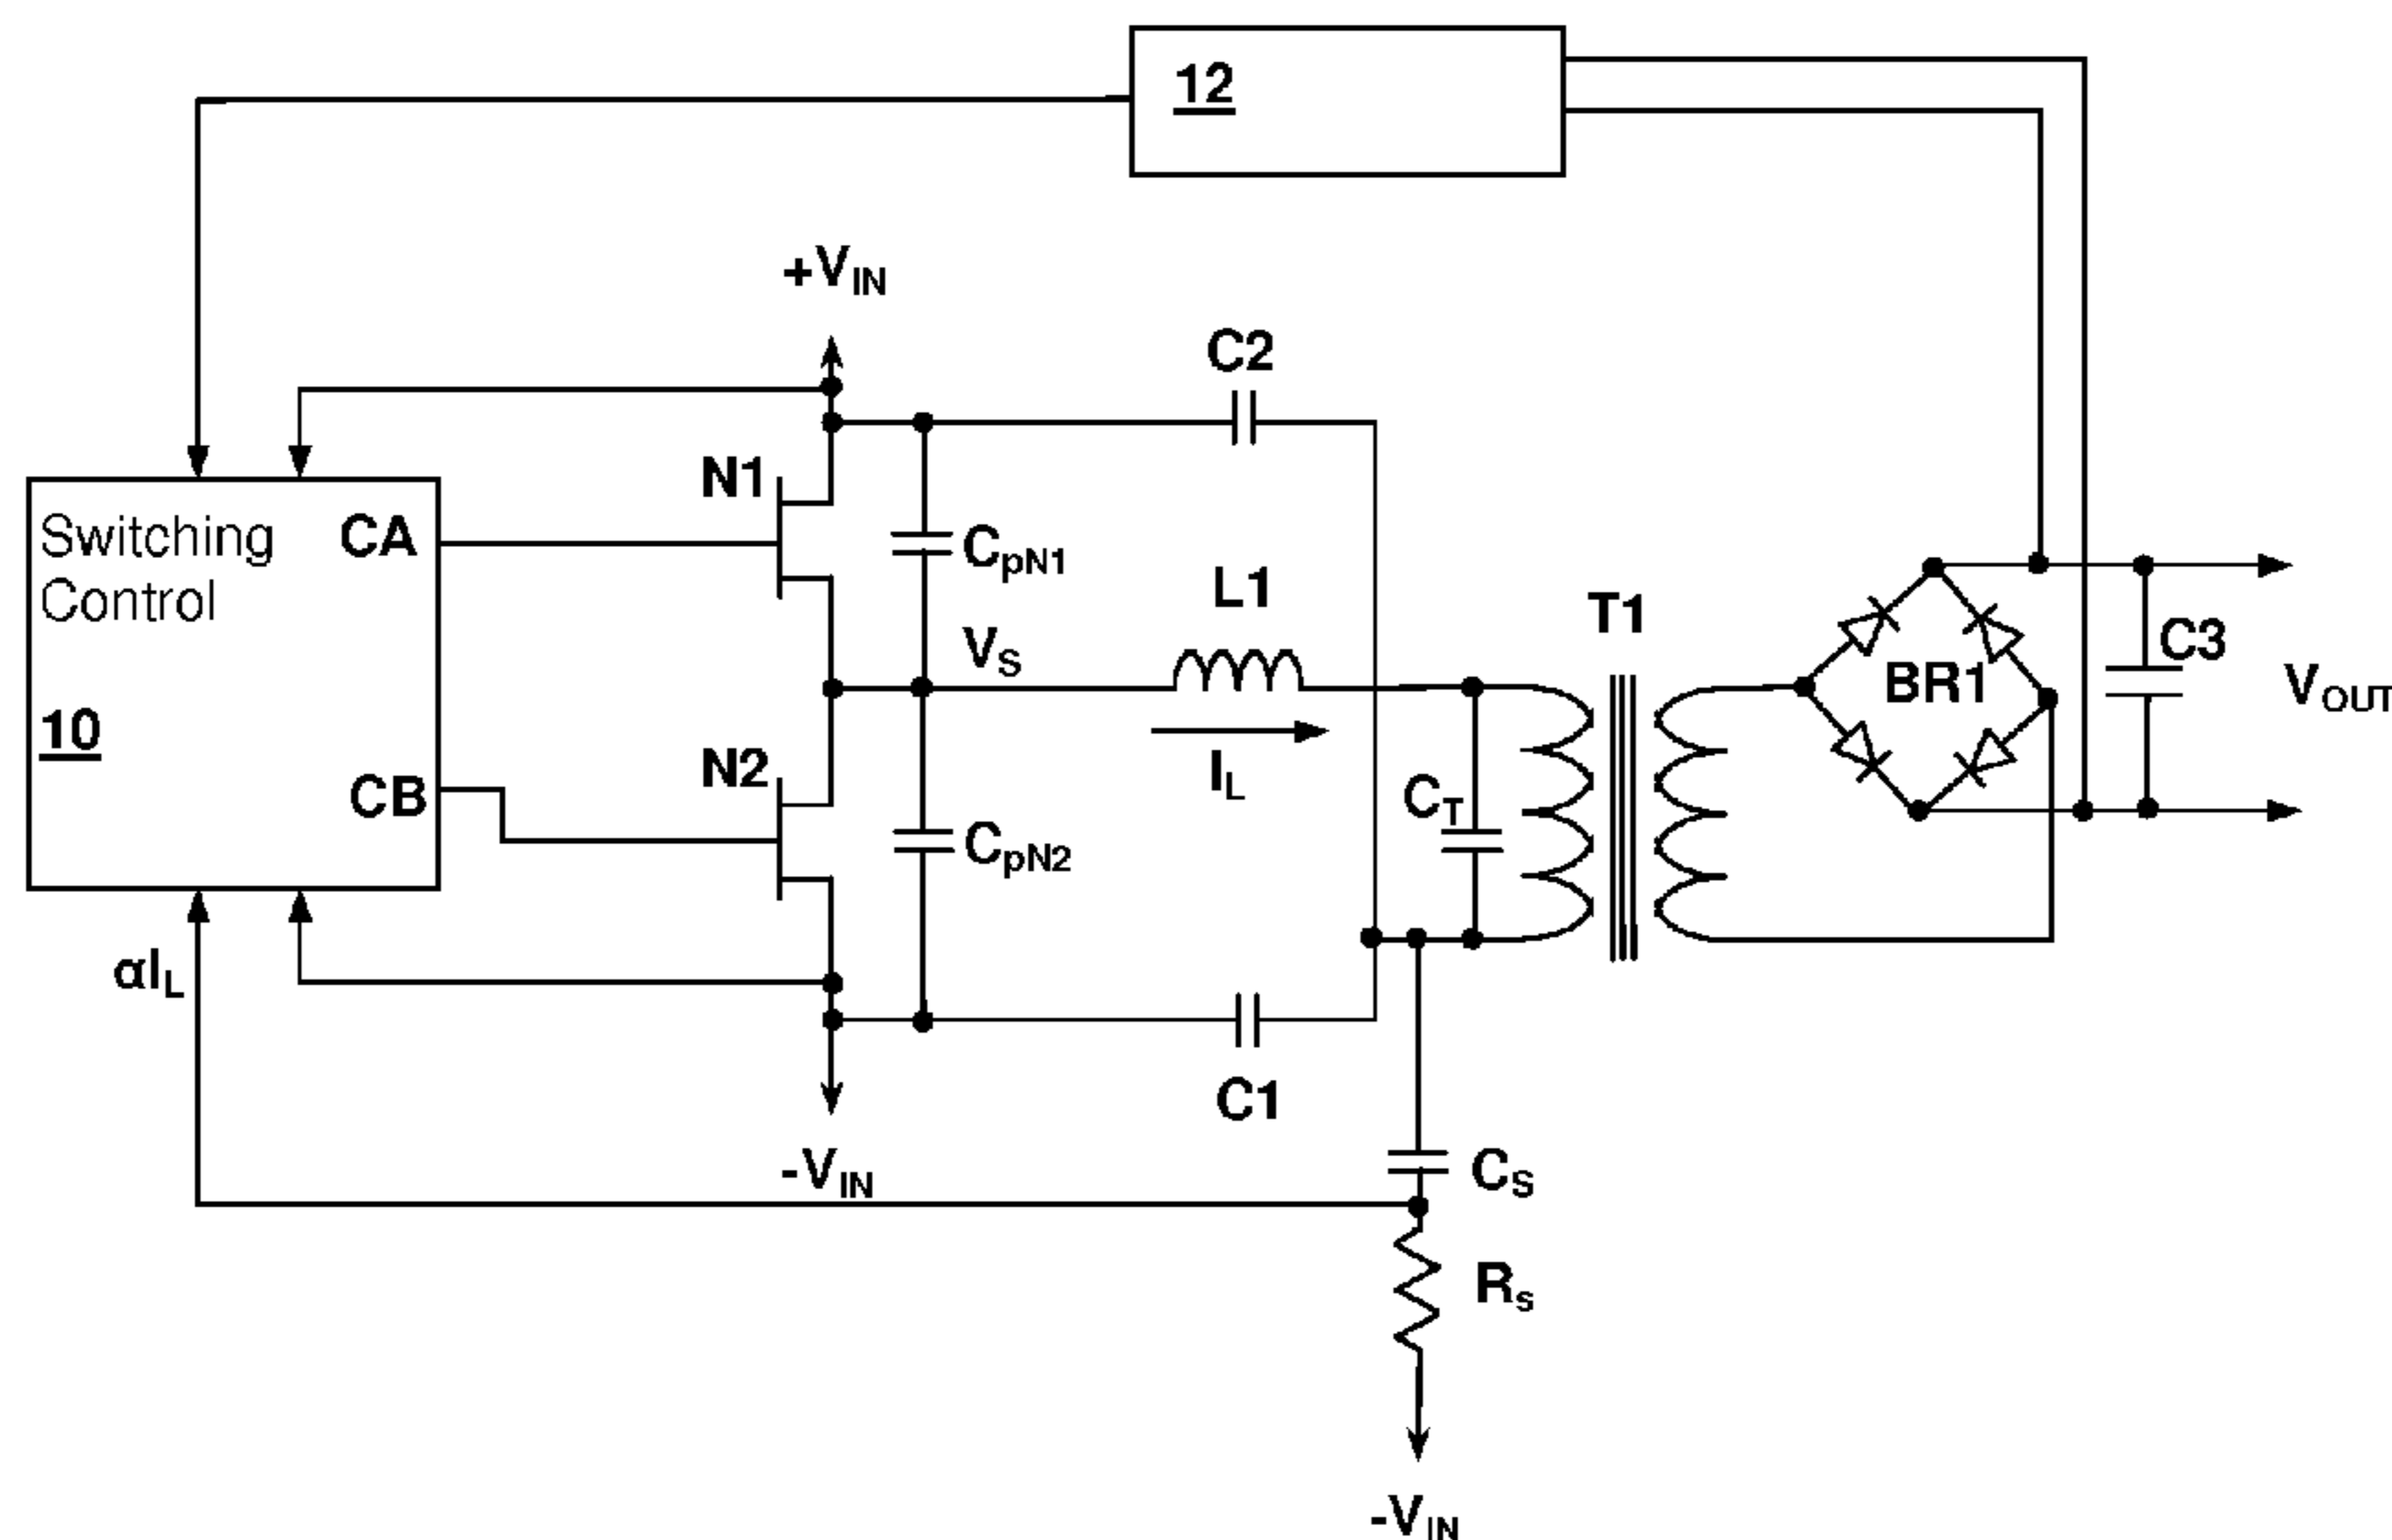 12
+VIN
C2
N1
Switching
Control
CA
CpN1
L1
T1
VS
C3
BR1
VOUT
10
N2
IL
CB
CT
CpN2
αIL
C1
-VIN
CS
Rs
-VIN